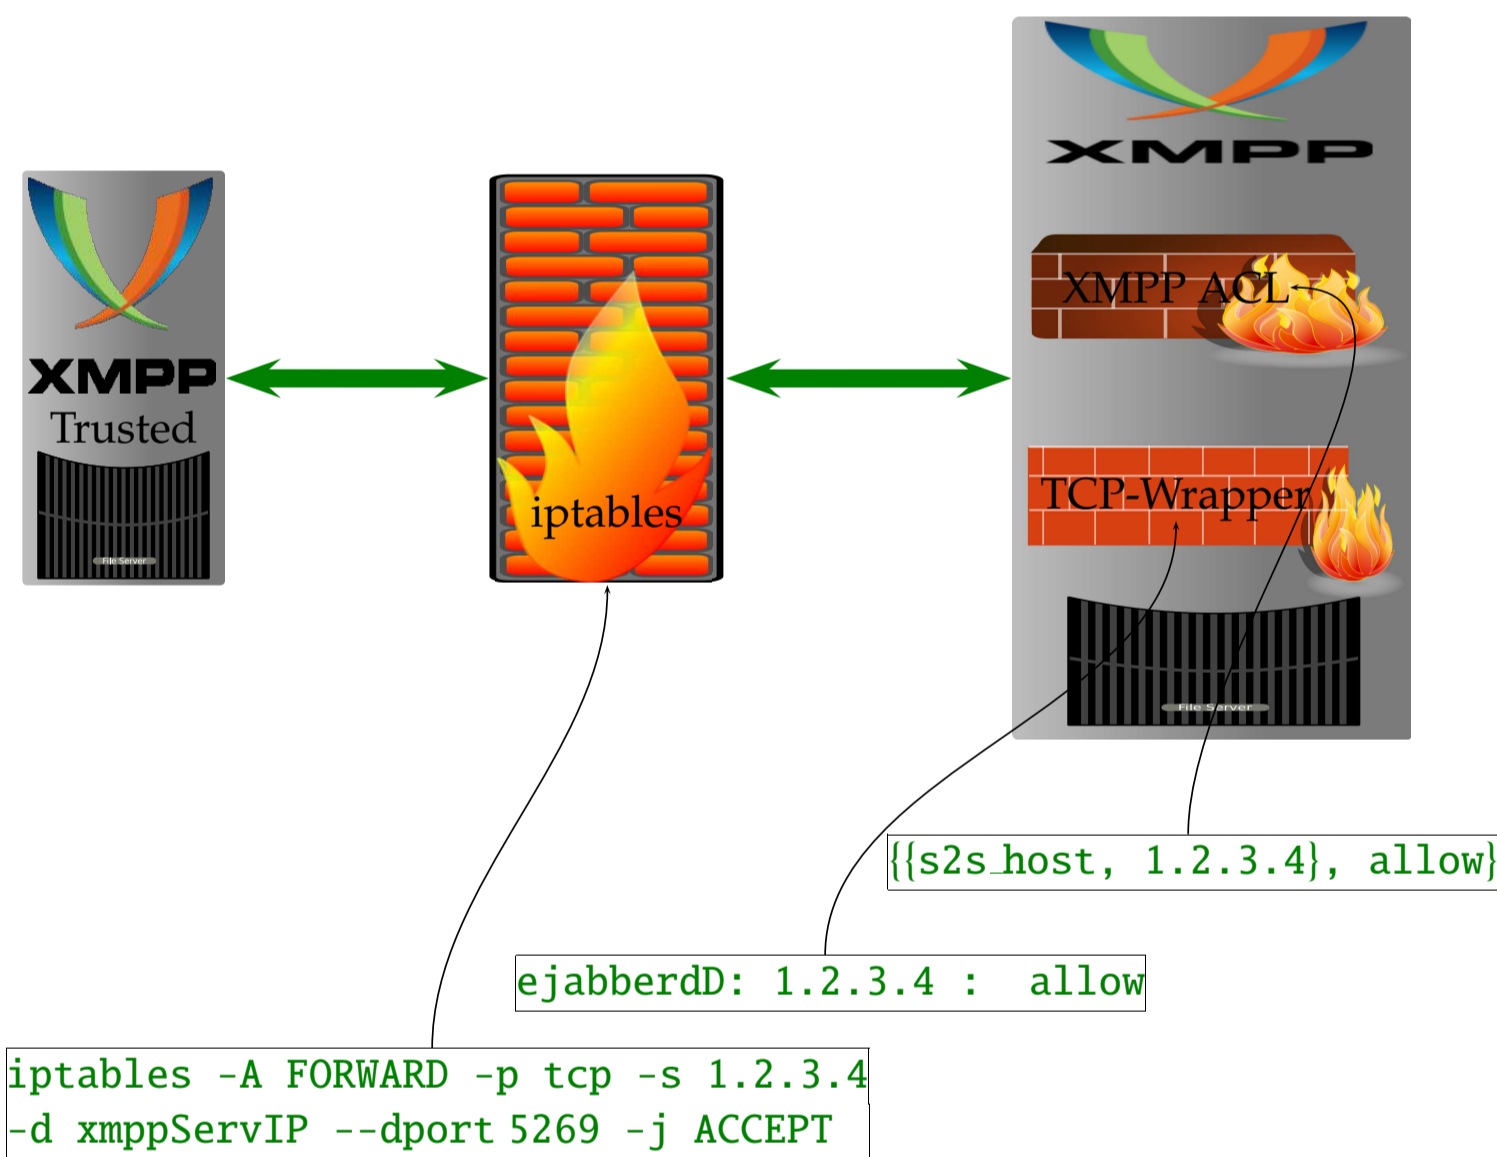 XMPP
XMPP ACL
XMPP
Trusted
TCP-Wrapper
iptables
File Server
File Server
{{s2s_host, 1.2.3.4}, allow}
ejabberdD: 1.2.3.4 :  allow
iptables -A FORWARD -p tcp -s 1.2.3.4
-d xmppServIP --dport 5269 -j ACCEPT